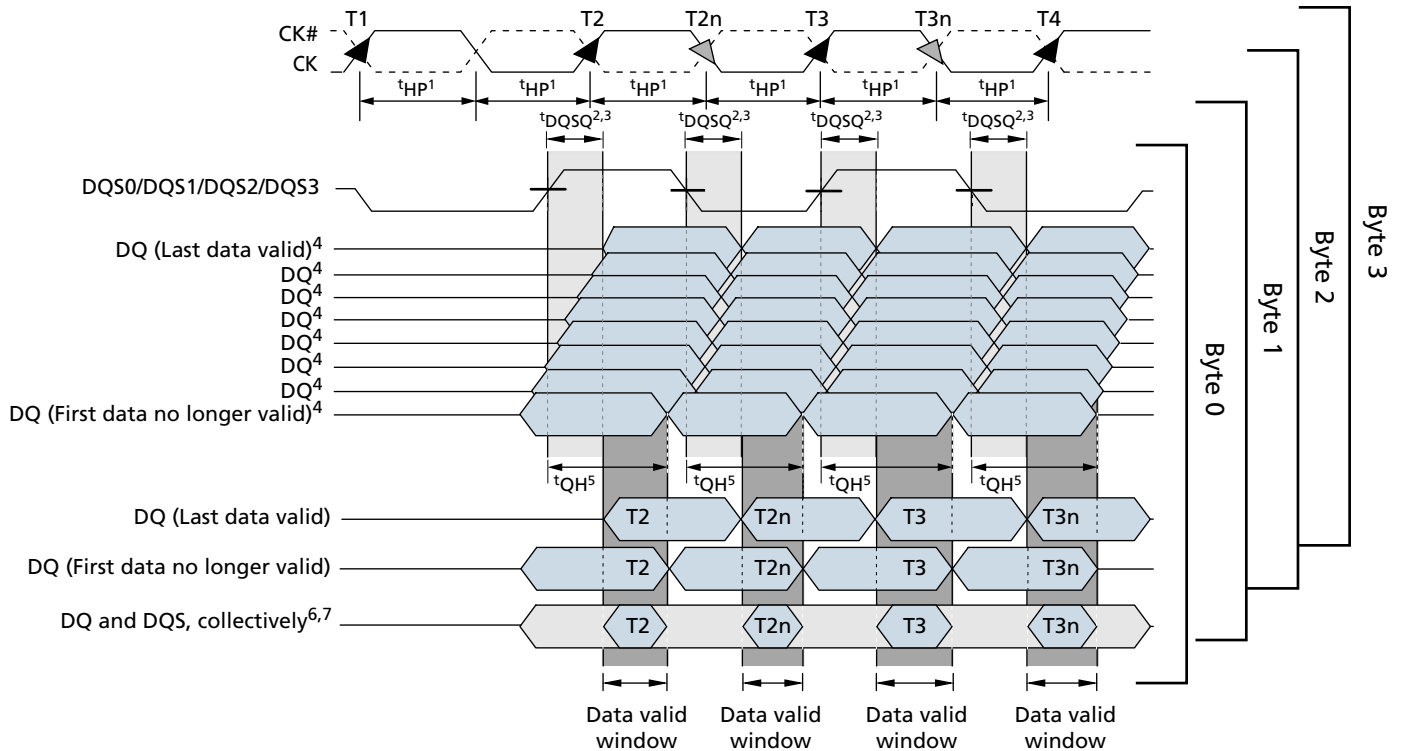 T1 T2 T2n T3 T3n T4
CK#
CK
tHP1 tHP1 tHP1 tHP1 tHP1 tHP1
tDQSQ2,3 tDQSQ2,3 tDQSQ2,3 tDQSQ2,3
DQS0/DQS1/DQS2/DQS3
DQ (Last data valid)4
DQ4
DQ4
DQ4
DQ4
DQ4
DQ4
DQ (First data no longer valid)4
tQH5 tQH5 tQH5 tQH5
DQ (Last data valid) T2 T2n T3 T3n
DQ (First data no longer valid) T2 T2n T3 T3n
DQ and DQS, collectively6,7 T2 T2n T3 T3n
Data valid window
Data valid window
Data valid window
Data valid window
Byte 0
Byte 1
Byte 2
Byte 3